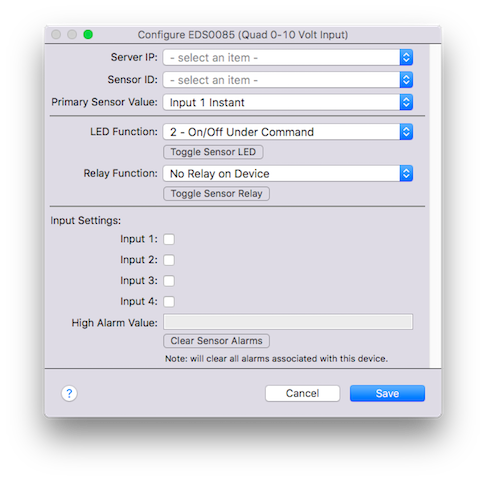 Configure EDS0085 (Quad 0-10 Volt Input)
Server IP: - select an item -
Sensor ID: - select an item -
Primary Sensor Value: Input 1 Instant
LED Function: 2 - On/Off Under Command
Toggle Sensor LED
Relay Function: No Relay on Device
Toggle Sensor Relay
Input Settings:
Input 1:
Input 2:
Input 3:
Input 4:
High Alarm Value:
Clear Sensor Alarms
Note: will clear all alarms associated with this device.
? Cancel Save